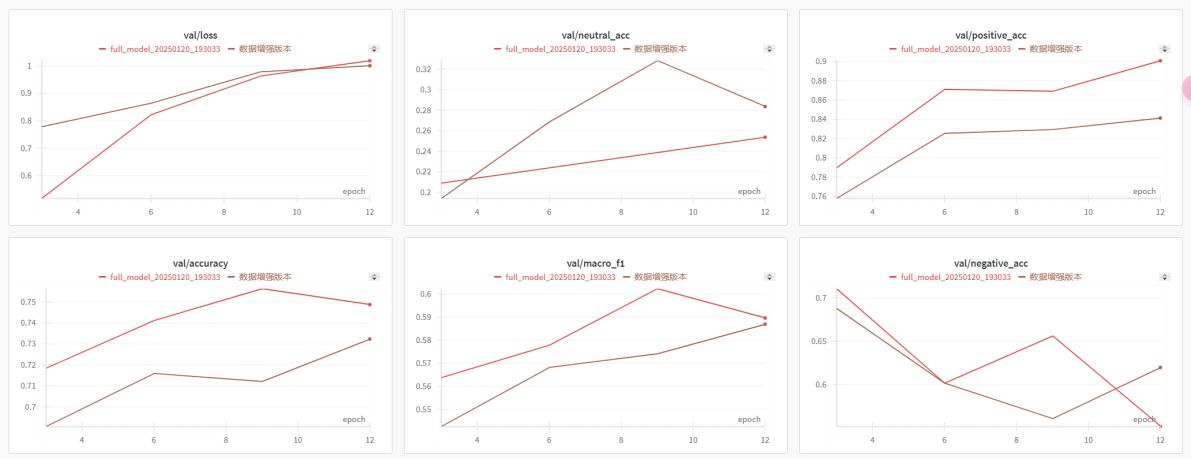 val/loss
full_model_20250120_193033 数据增强版本
1
0.9
0.8
0.7
0.6
epoch
4 6 8 10 12
val/neutral_acc
full_model_20250120_193033 数据增强版本
0.32
0.3
0.28
0.26
0.24
0.22
0.2
epoch
4 6 8 10 12
val/positive_acc
full_model_20250120_193033 数据增强版本
0.9
0.88
0.86
0.84
0.82
0.8
0.78
0.76
epoch
4 6 8 10 12
val/accuracy
full_model_20250120_193033 数据增强版本
0.75
0.74
0.73
0.72
0.71
0.7
epoch
4 6 8 10 12
val/macro_f1
full_model_20250120_193033 数据增强版本
0.6
0.59
0.58
0.57
0.56
0.55
epoch
4 6 8 10 12
val/negative_acc
full_model_20250120_193033 数据增强版本
0.7
0.65
0.6
epoch
4 6 8 10 12